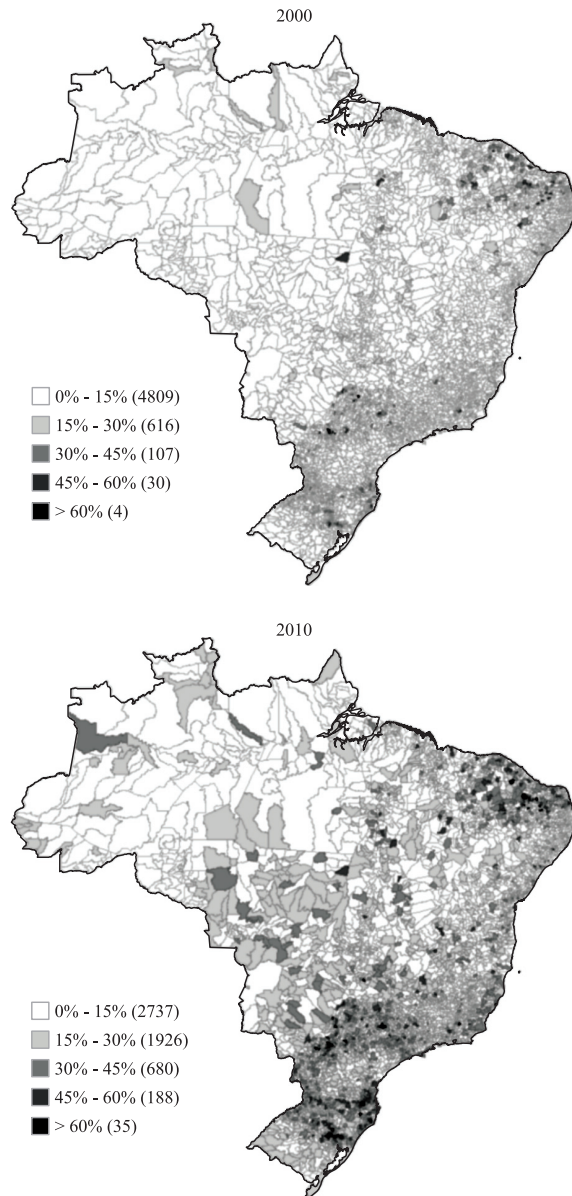 2000
0% - 15% (4809)
15% - 30% (616)
30% - 45% (107)
45% - 60% (30)
> 60% (4)
2010
0% - 15% (2737)
15% - 30% (1926)
30% - 45% (680)
45% - 60% (188)
> 60% (35)